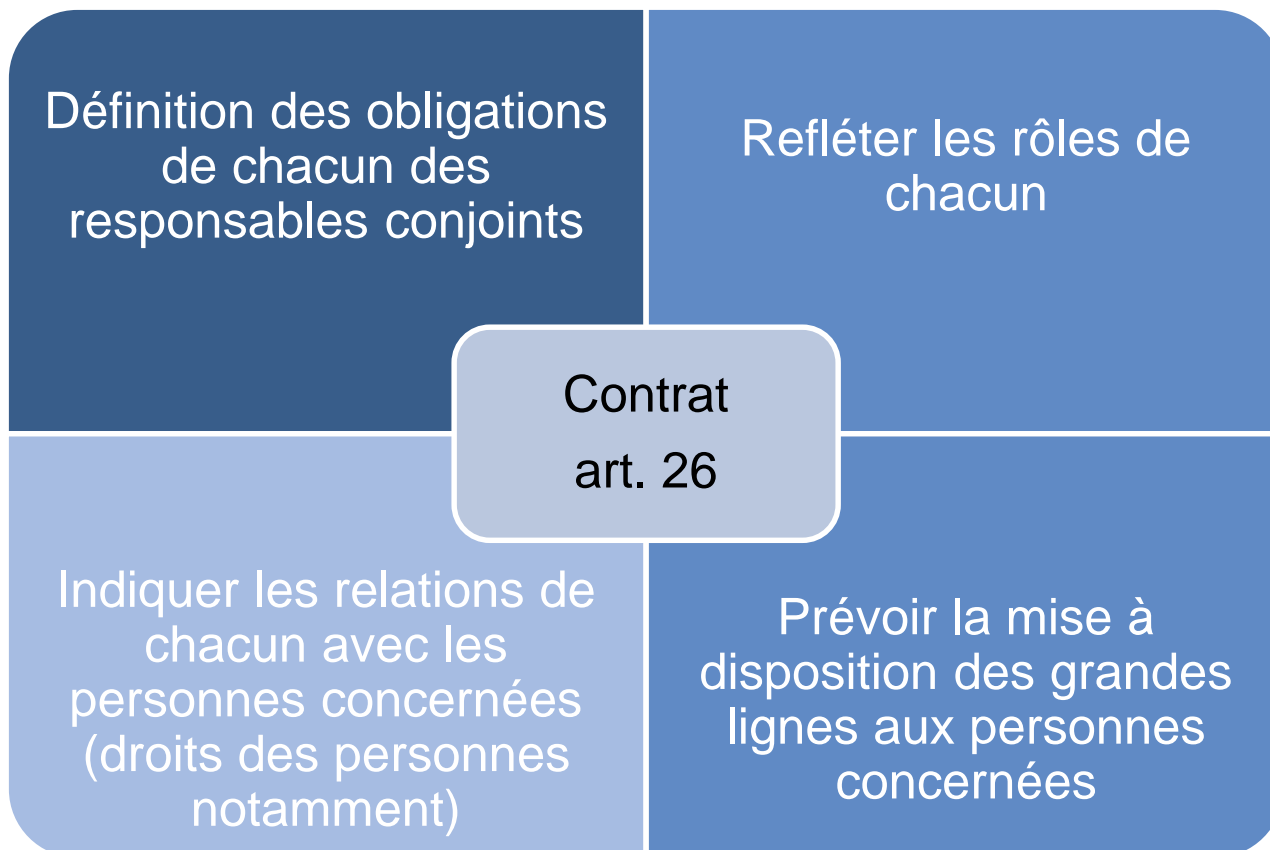 Définition des obligations
de chacun des
responsables conjoints
Refléter les rôles de
chacun
Contrat
art. 26
Indiquer les relations de
chacun avec les
personnes concernées
(droits des personnes
notamment)
Prévoir la mise à
disposition des grandes
lignes aux personnes
concernées